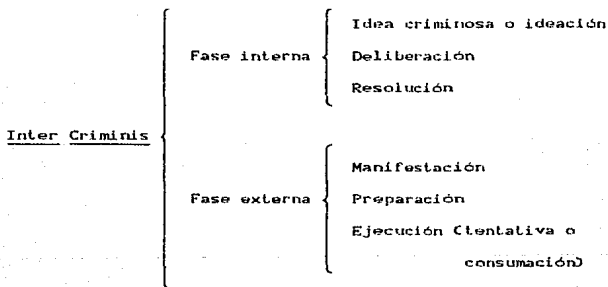 Idea criminosa o ideación
Fase interna
Deliberación
Resolución
Inter Criminis
Manifestación
Fase externa
Preparación
Ejecución (tentativa o
consumación)